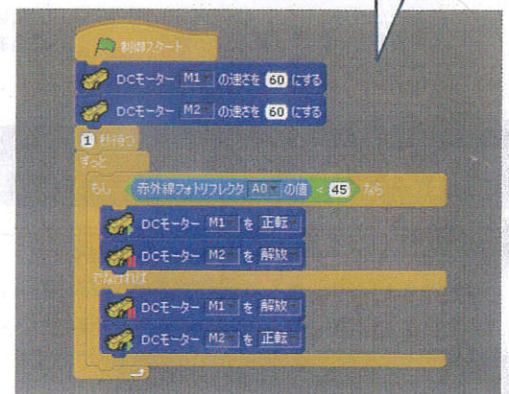 制御スタート
DCモーター M1 の速さを 60 にする
DCモーター M2 の速さを 60 にする
1 秒待つ
ずっと
もし 赤外線フォトリフレクタ A0 の値 < 45 なら
DCモーター M1 を 正転
DCモーター M2 を 解放
でなければ
DCモーター M1 を 解放
DCモーター M2 を 正転